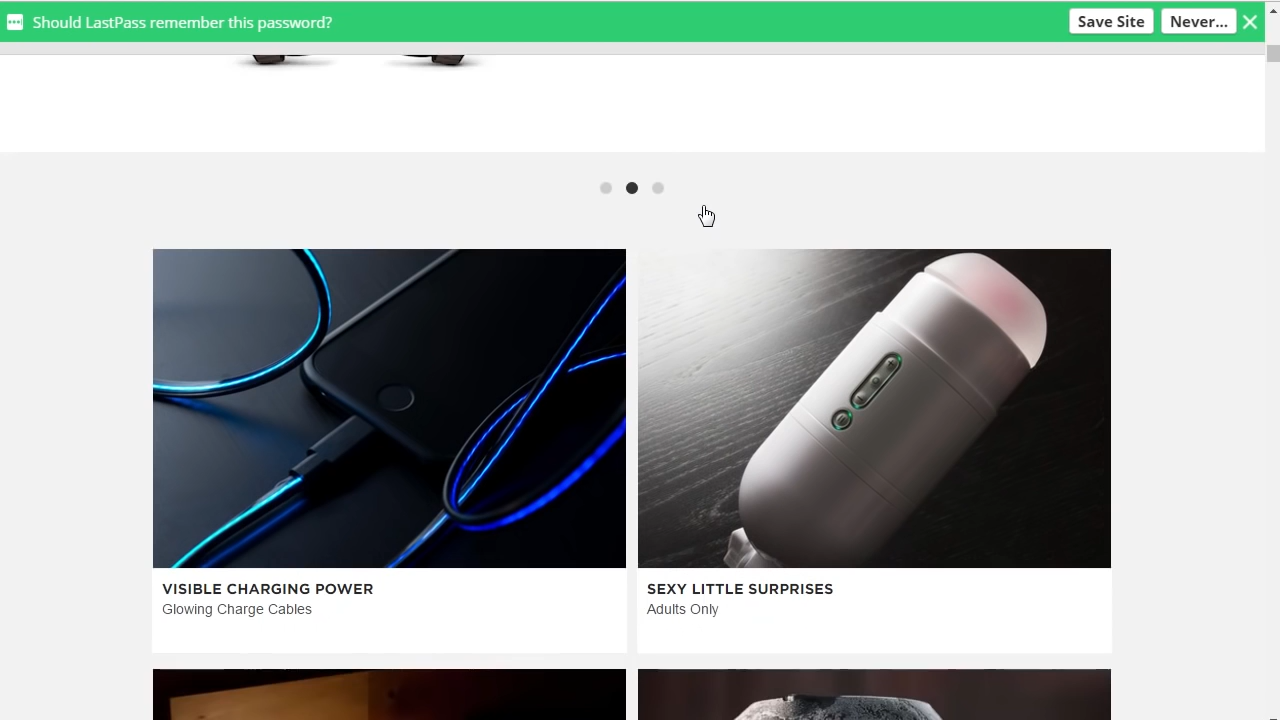 Should LastPass remember this password?
Save Site
Never...
VISIBLE CHARGING POWER
Glowing Charge Cables
SEXY LITTLE SURPRISES
Adults Only